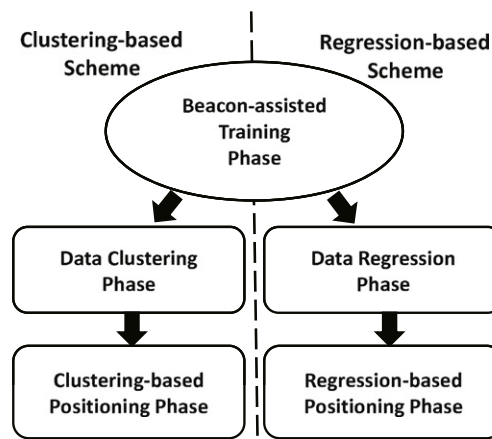 Clustering-based
Scheme
Regression-based
Scheme
Beacon-assisted
Training
Phase
Data Clustering
Phase
Data Regression
Phase
Clustering-based
Positioning Phase
Regression-based
Positioning Phase